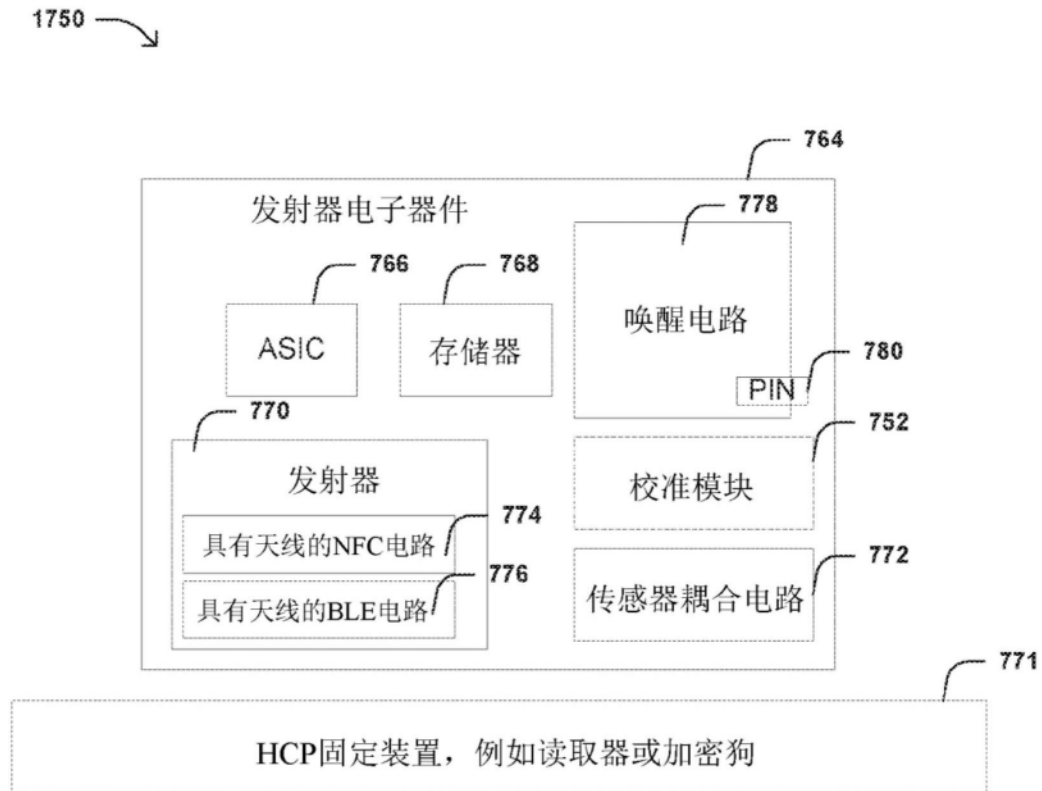 1750
764
发射器电子器件
778
766
768
ASIC
存储器
唤醒电路
780
PIN
770
752
发射器
校准模块
774
具有天线的NFC电路
772
776
具有天线的BLE电路
传感器耦合电路
771
HCP固定装置，例如读取器或加密狗